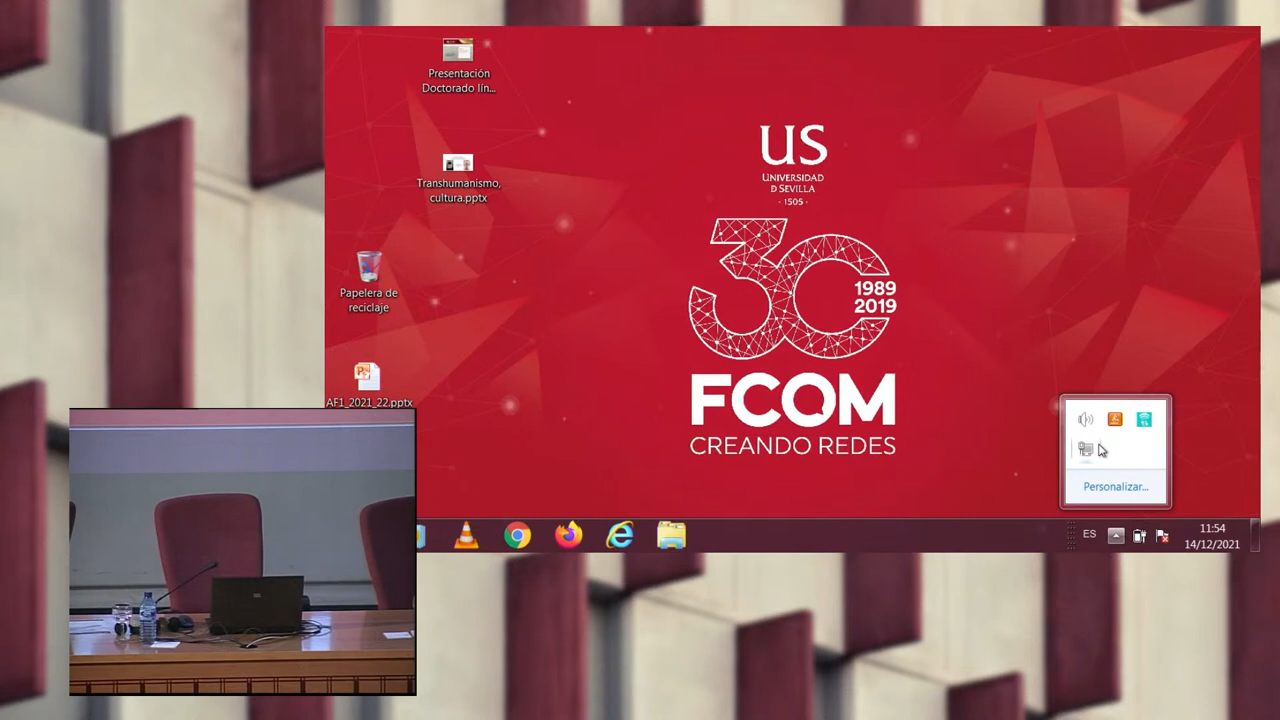 Presentación
Doctorado lín...
Transhumanismo,
cultura.pptx
Papelera de
reciclaje
AF1_2021_22.pptx
US
UNIVERSIDAD
D SEVILLA
· 1505 ·
30
1989
2019
FCOM
CREANDO REDES
Personalizar...
ES
11:54
14/12/2021